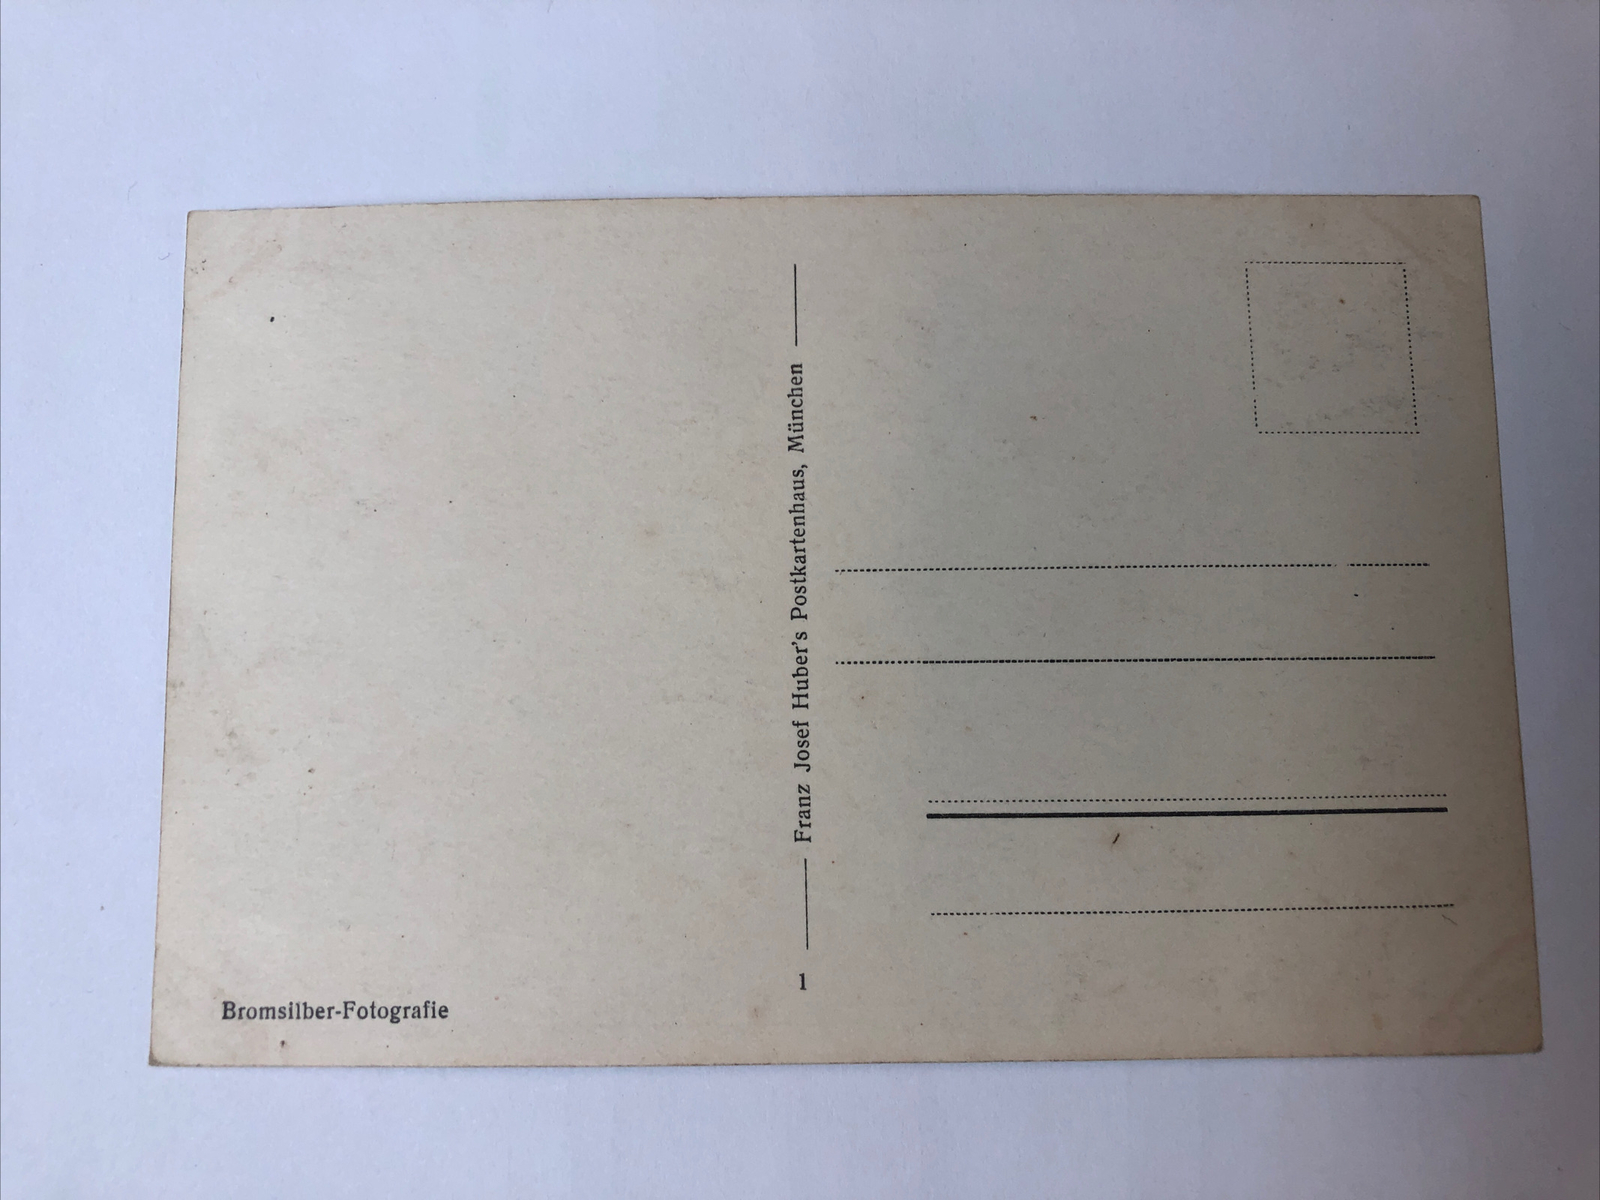 Franz Josef Huber's Postkartenhaus, München
1
Bromsilber-Fotografie